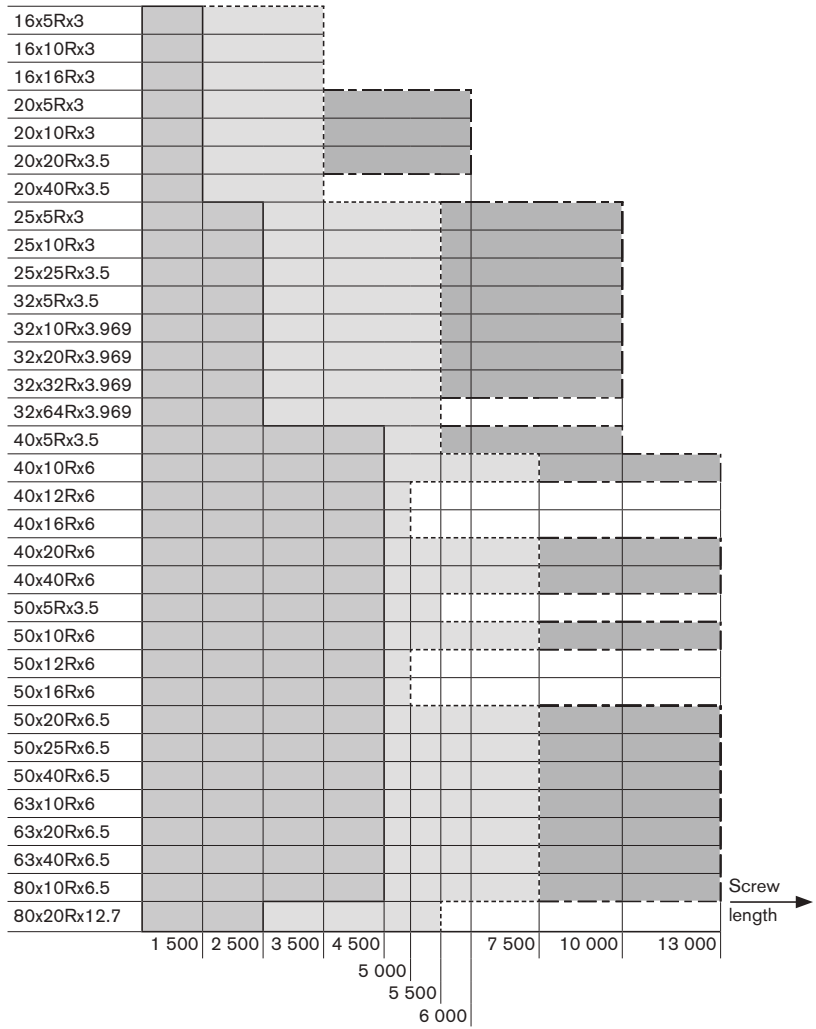 16x5Rx3
16x10Rx3
16x16Rx3
20x5Rx3
20x10Rx3
20x20Rx3.5
20x40Rx3.5
25x5Rx3
25x10Rx3
25x25Rx3.5
32x5Rx3.5
32x10Rx3.969
32x20Rx3.969
32x32Rx3.969
32x64Rx3.969
40x5Rx3.5
40x10Rx6
40x12Rx6
40x16Rx6
40x20Rx6
40x40Rx6
50x5Rx3.5
50x10Rx6
50x12Rx6
50x16Rx6
50x20Rx6.5
50x25Rx6.5
50x40Rx6.5
63x10Rx6
63x20Rx6.5
63x40Rx6.5
80x10Rx6.5
80x20Rx12.7
Screw
length
1 500 2 500 3 500 4 500 7 500 10 000 13 000
5 000
5 500
6 000